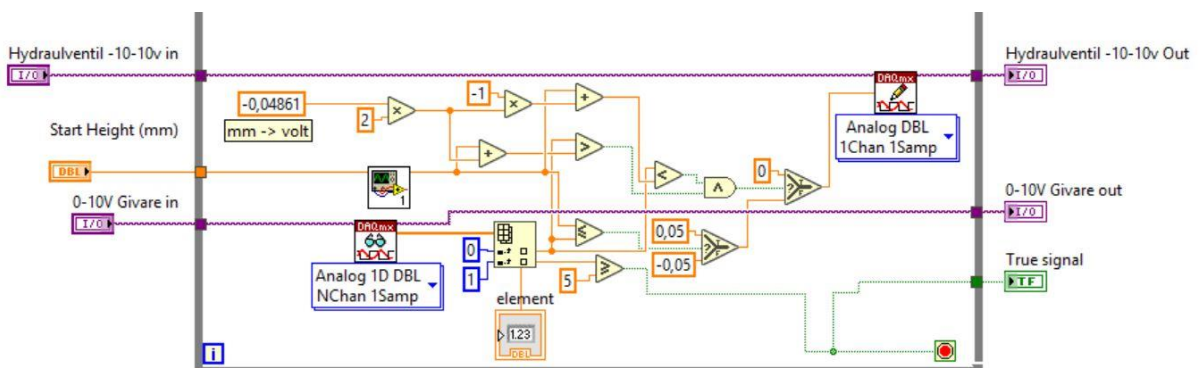 Hydraulventil -10-10v in
I/O
Hydraulventil -10-10v Out
I/O
-0,04861
2
-1
×
×
+
DAQmx
Analog DBL
1Chan 1Samp
mm -> volt
Start Height (mm)
DBL
+
>
<
∧
0
?
T
F
1
0-10V Givare in
I/O
0-10V Givare out
I/O
DAQmx
Analog 1D DBL
NChan 1Samp
0
1
≤
0,05
-0,05
?
T
F
5
≥
True signal
TF
element
1.23
DBL
i